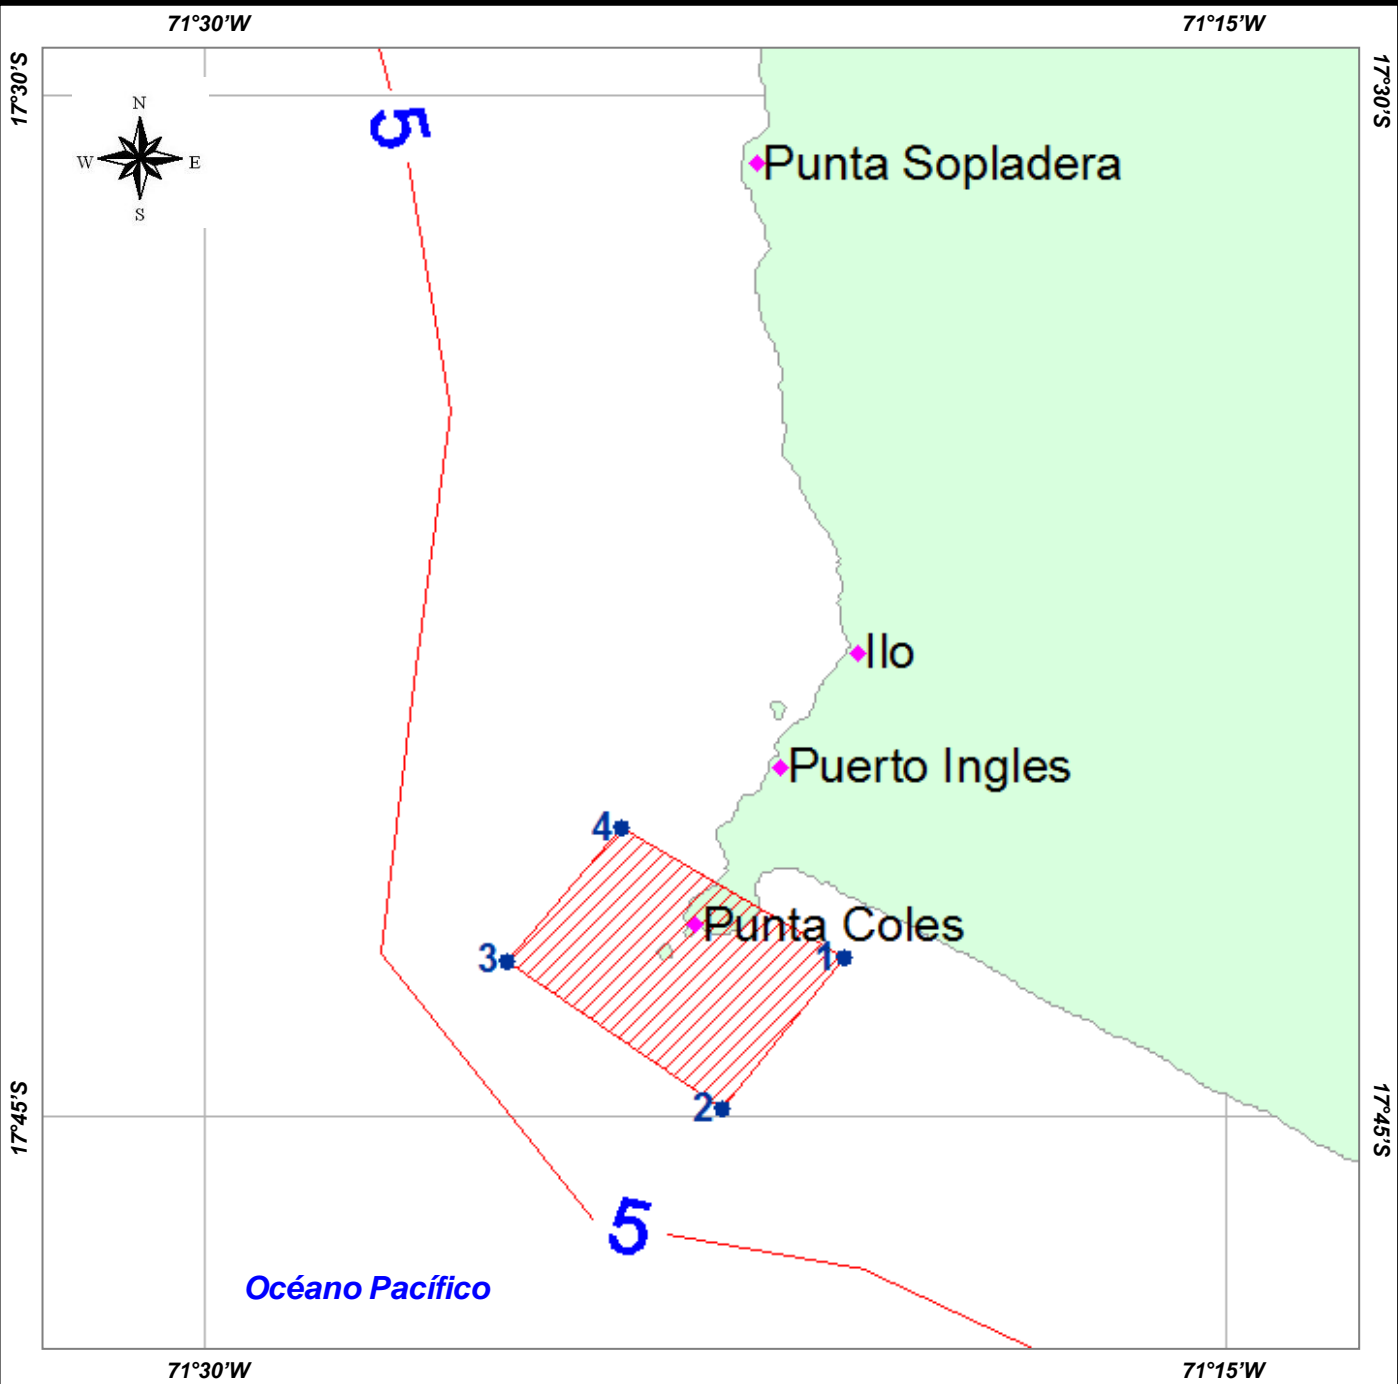 71°30'W 71°15'W
17°30'S 17°30'S
N
W E
S
5
Punta Sopladera
Ilo
Puerto Ingles
4
Punta Coles
3
1
2
17°45'S 17°45'S
5
Océano Pacífico
71°30'W 71°15'W